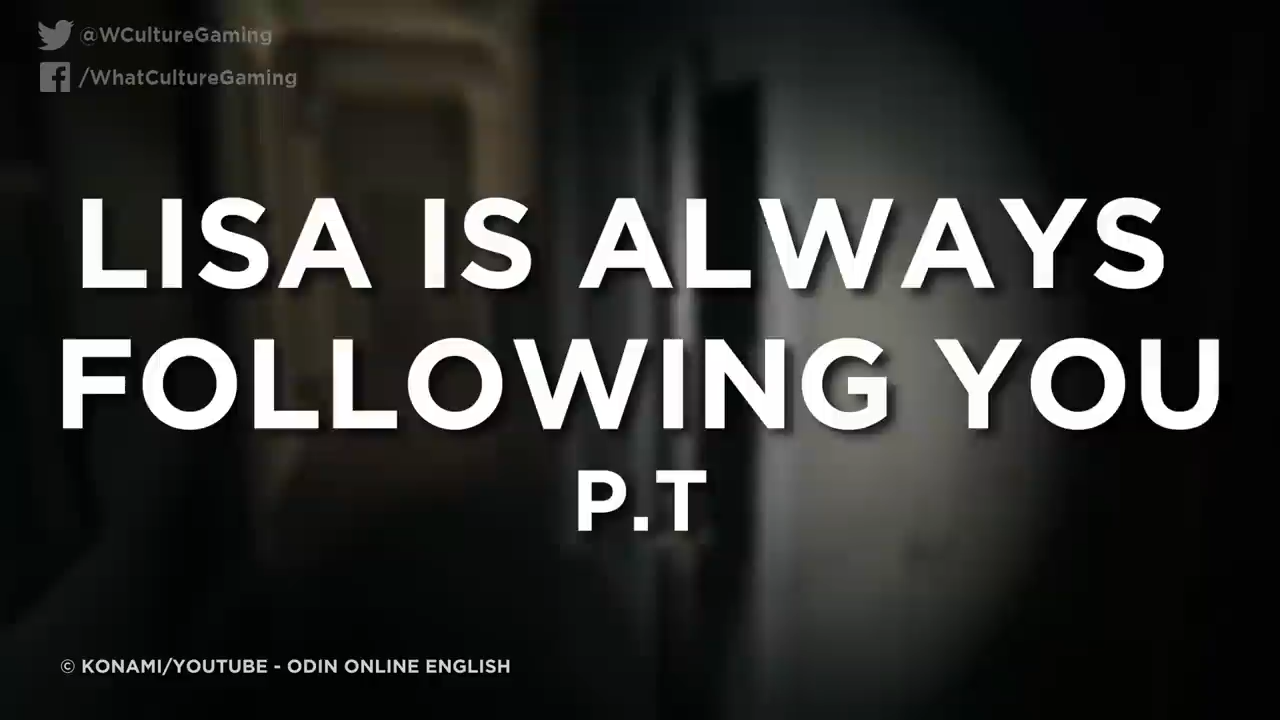 @WCultureGaming
/WhatCultureGaming
LISA IS ALWAYS
FOLLOWING YOU
P.T
© KONAMI/YOUTUBE - ODIN ONLINE ENGLISH